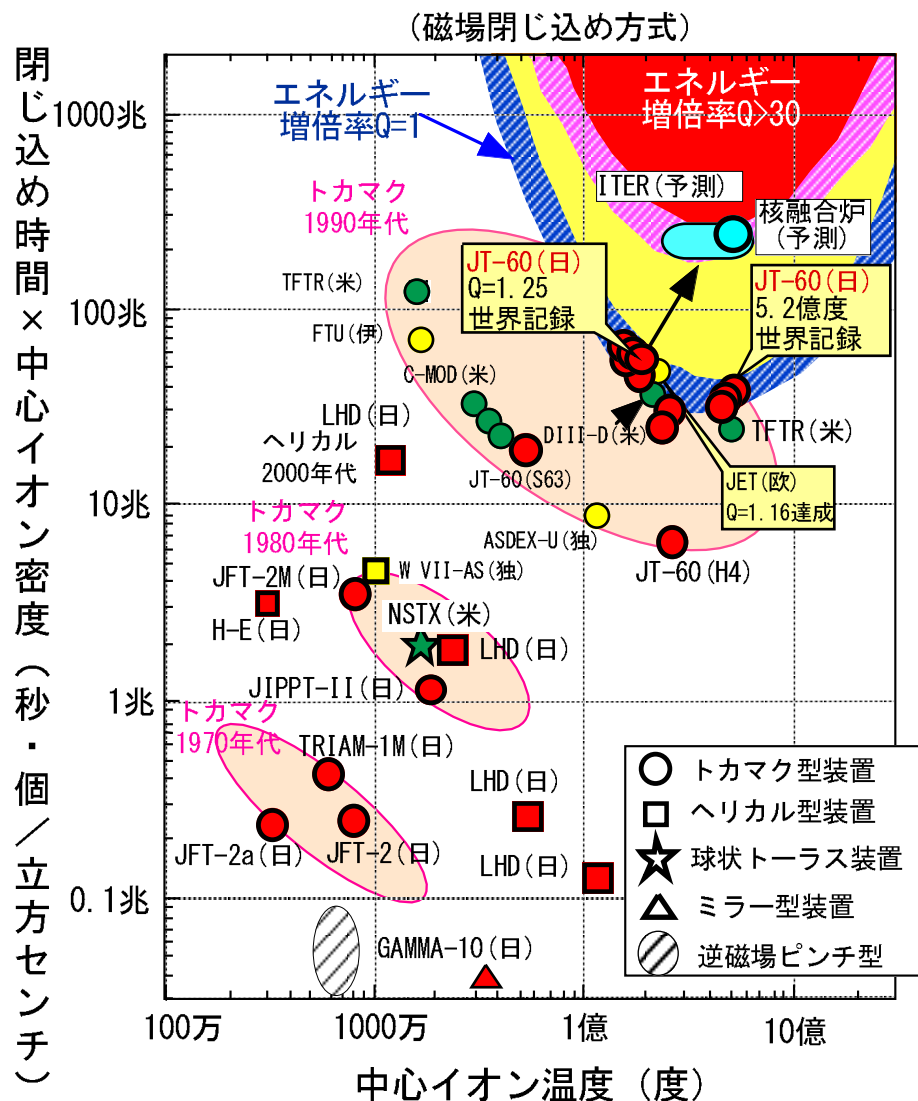 (磁場閉じ込め方式)
閉じ込め時間×中心イオン密度(秒・個/立方センチ)
1000兆
100兆
10兆
1兆
0.1兆
エネルギー
増倍率Q=1
エネルギー
増倍率Q>30
トカマク
1990年代
ITER(予測)
核融合炉
(予測)
JT-60(日)
Q=1.25
世界記録
JT-60(日)
5.2億度
世界記録
TFTR(米)
FTU(伊)
C-MOD(米)
LHD(日)
ヘリカル
2000年代
DIII-D(米)
TFTR(米)
JT-60(S63)
JET(欧)
Q=1.16達成
トカマク
1980年代
ASDEX-U(独)
JT-60(H4)
W VII-AS(独)
JFT-2M(日)
H-E(日)
NSTX(米)
LHD(日)
JIPPT-II(日)
トカマク
1970年代
TRIAM-1M(日)
LHD(日)
JFT-2a(日)
JFT-2(日)
LHD(日)
GAMMA-10(日)
トカマク型装置
ヘリカル型装置
球状トーラス装置
ミラー型装置
逆磁場ピンチ型
100万
1000万
1億
10億
中心イオン温度(度)